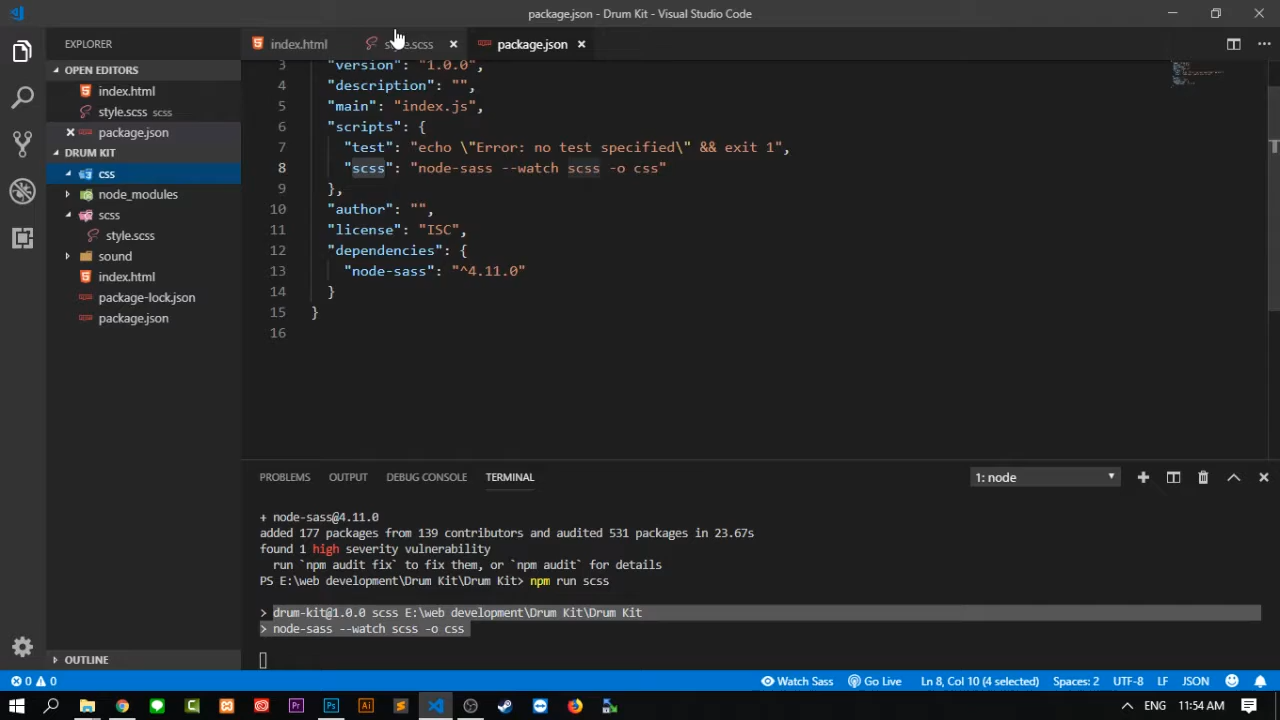 package.json - Drum Kit - Visual Studio Code
EXPLORER
OPEN EDITORS
index.html
style.scss scss
package.json
DRUM KIT
css
node_modules
scss
style.scss
sound
index.html
package-lock.json
package.json
OUTLINE
index.html
style.scss
package.json
3 "version": "1.0.0",
4 "description": "",
5 "main": "index.js",
6 "scripts": {
7 "test": "echo \"Error: no test specified\" && exit 1",
8 "scss": "node-sass --watch scss -o css"
9 },
10 "author": "",
11 "license": "ISC",
12 "dependencies": {
13 "node-sass": "^4.11.0"
14 }
15 }
16
PROBLEMS OUTPUT DEBUG CONSOLE TERMINAL
1: node
+ node-sass@4.11.0
added 177 packages from 139 contributors and audited 531 packages in 23.67s
found 1 high severity vulnerability
run `npm audit fix` to fix them, or `npm audit` for details
PS E:\web development\Drum Kit\Drum Kit> npm run scss
> drum-kit@1.0.0 scss E:\web development\Drum Kit\Drum Kit
> node-sass --watch scss -o css
0 0
Watch Sass
Go Live
Ln 8, Col 10 (4 selected)
Spaces: 2
UTF-8
LF
JSON
ENG
11:54 AM